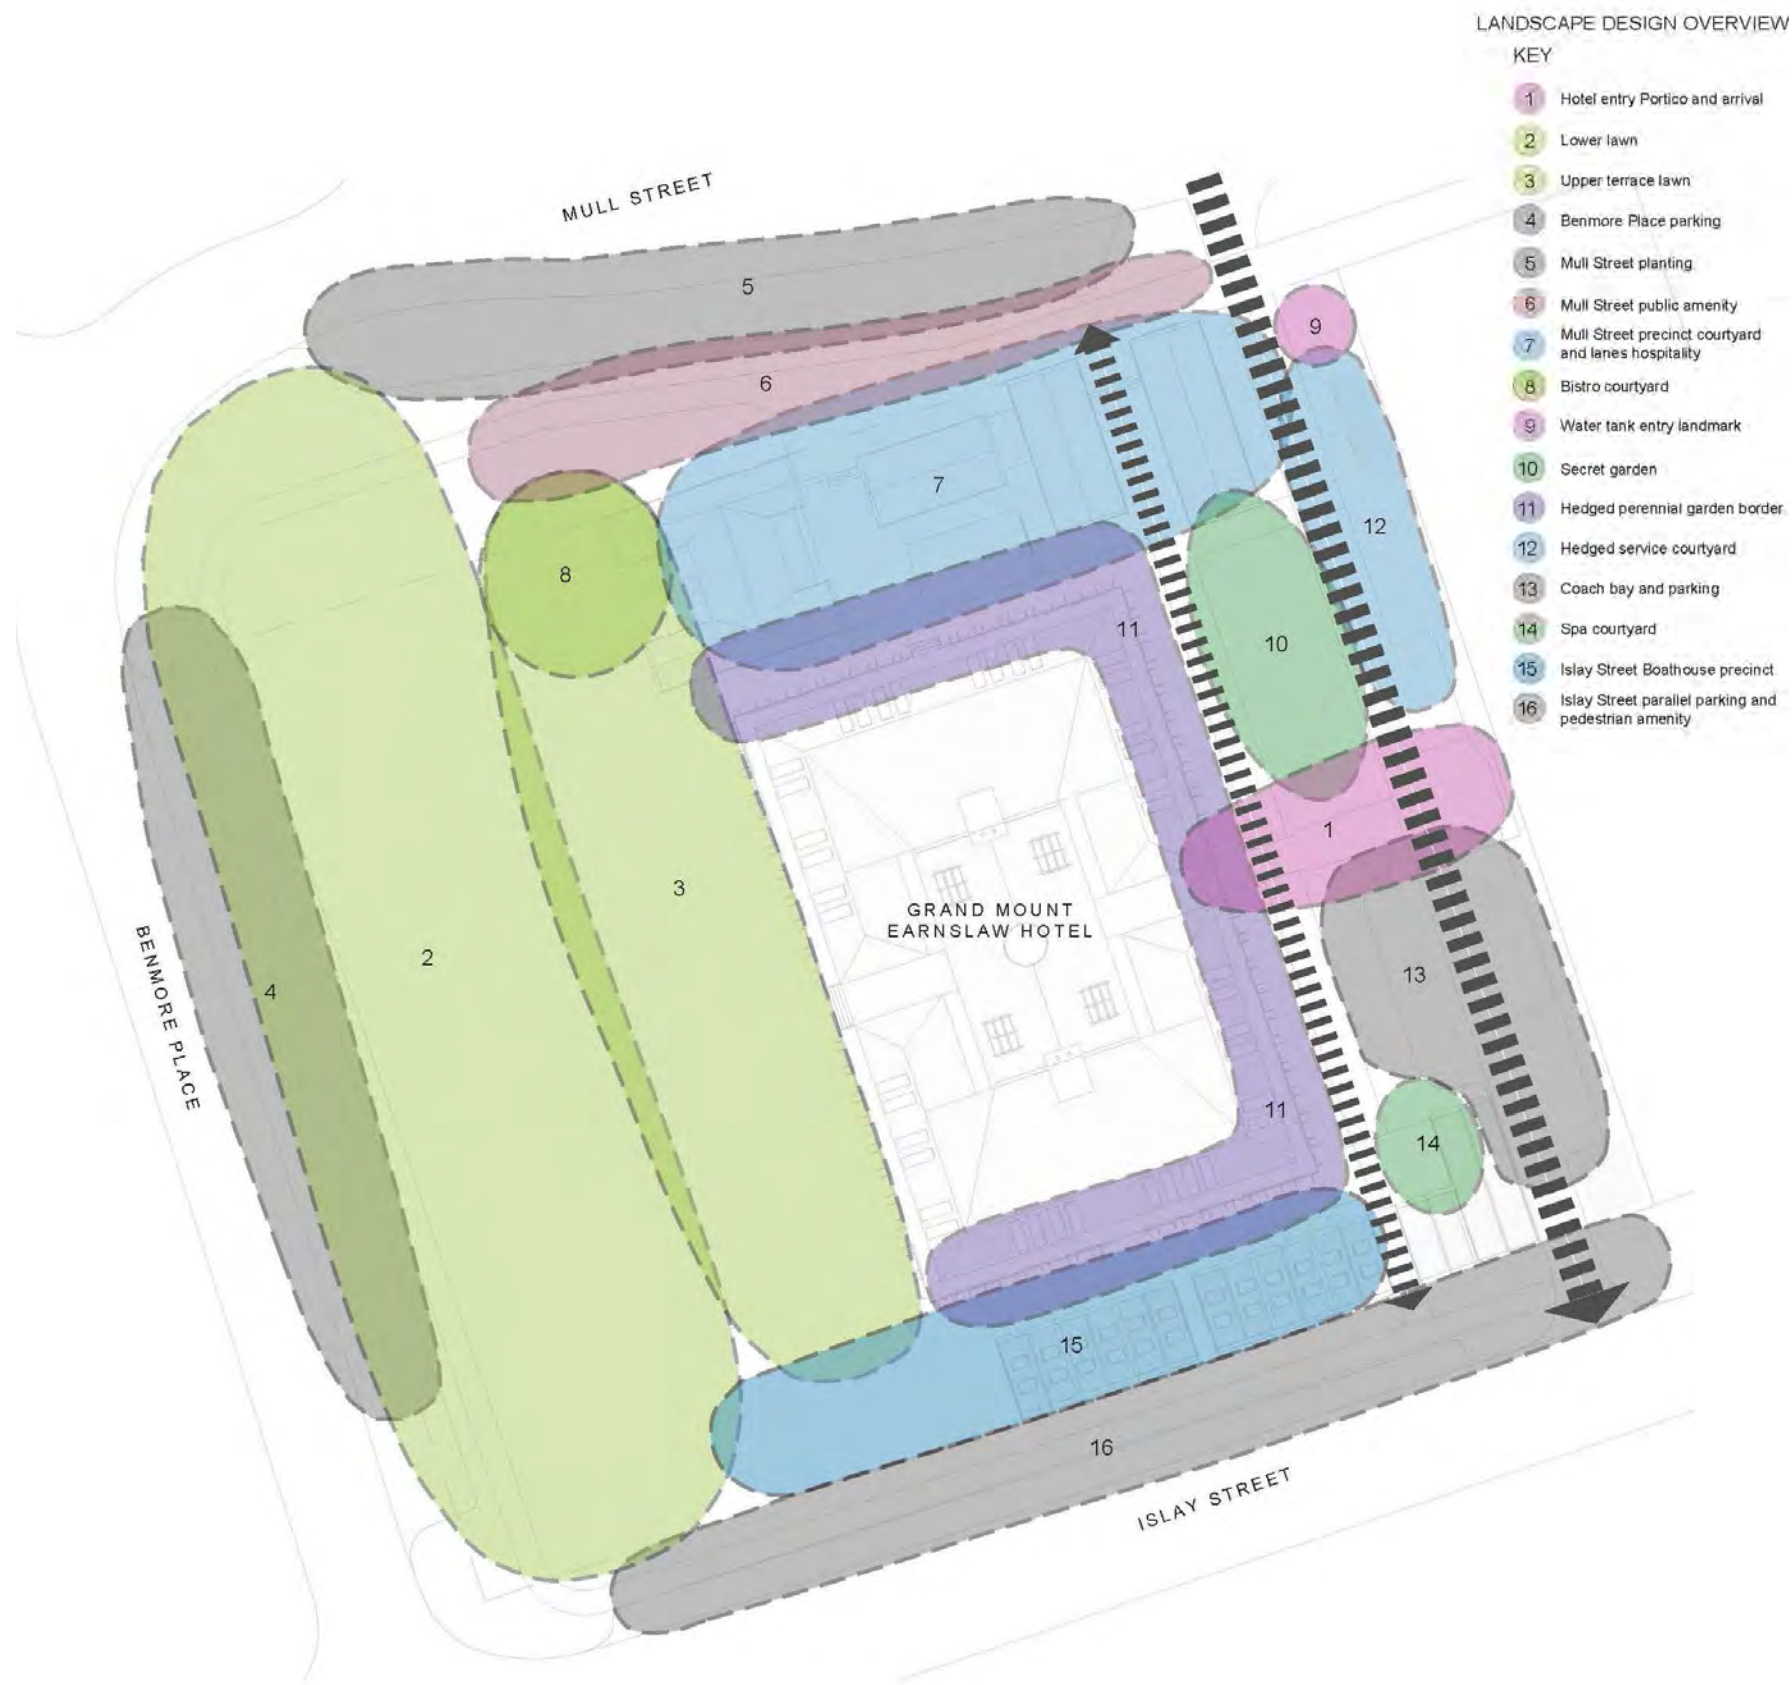 LANDSCAPE DESIGN OVERVIEW
KEY
1 Hotel entry Portico and arrival
2 Lower lawn
3 Upper terrace lawn
4 Benmore Place parking
5 Mull Street planting
6 Mull Street public amenity
7 Mull Street precinct courtyard
and lanes hospitality
8 Bistro courtyard
9 Water tank entry landmark
10 Secret garden
11 Hedged perennial garden border
12 Hedged service courtyard
13 Coach bay and parking
14 Spa courtyard
15 Islay Street Boathouse precinct
16 Islay Street parallel parking and
pedestrian amenity
MULL STREET
5
9
6
7
12
8
11
10
1
3
GRAND MOUNT
EARNSLAW HOTEL
2
13
4
BENMORE PLACE
11
14
15
16
ISLAY STREET